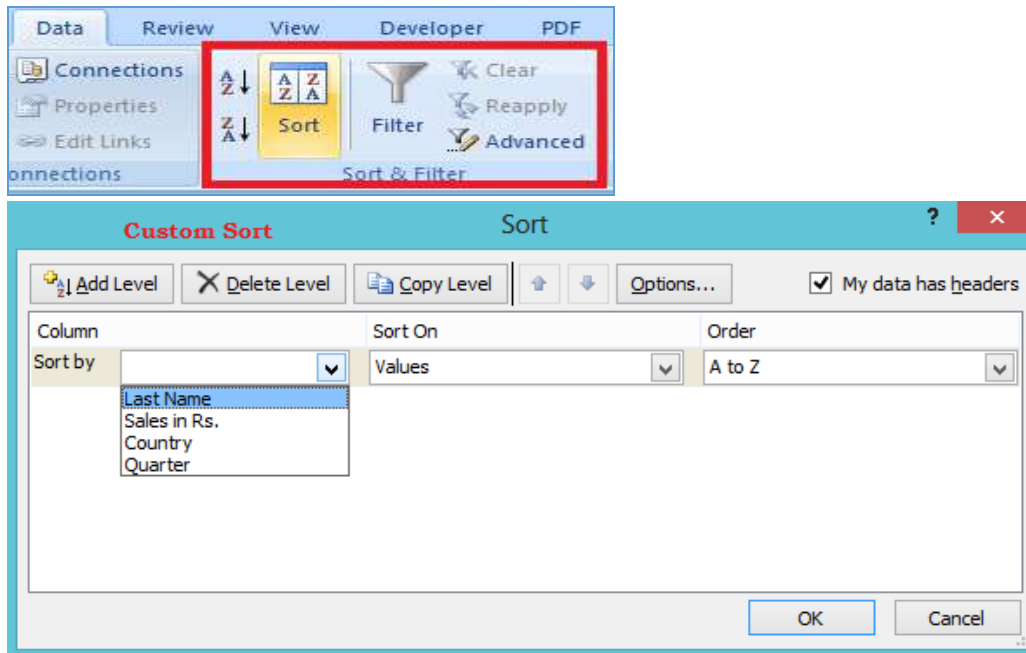 Data Review View Developer PDF
Connections
Properties
Edit Links
onnections
A
Z
Z
A
A Z
Z A
Sort
Filter
Clear
Reapply
Advanced
Sort & Filter
Custom Sort Sort ? ×
Add Level Delete Level Copy Level Options... My data has headers
Column Sort On Order
Sort by Values A to Z
Last Name
Sales in Rs.
Country
Quarter
OK Cancel